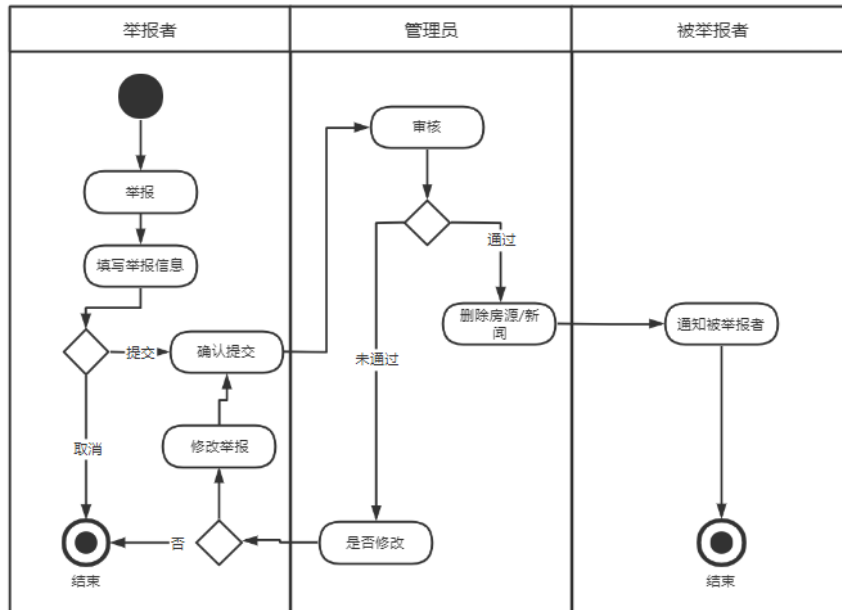 举报者
管理员
被举报者
举报
填写举报信息
提交
确认提交
取消
修改举报
否
结束
审核
通过
未通过
删除房源/新
闻
是否修改
通知被举报者
结束